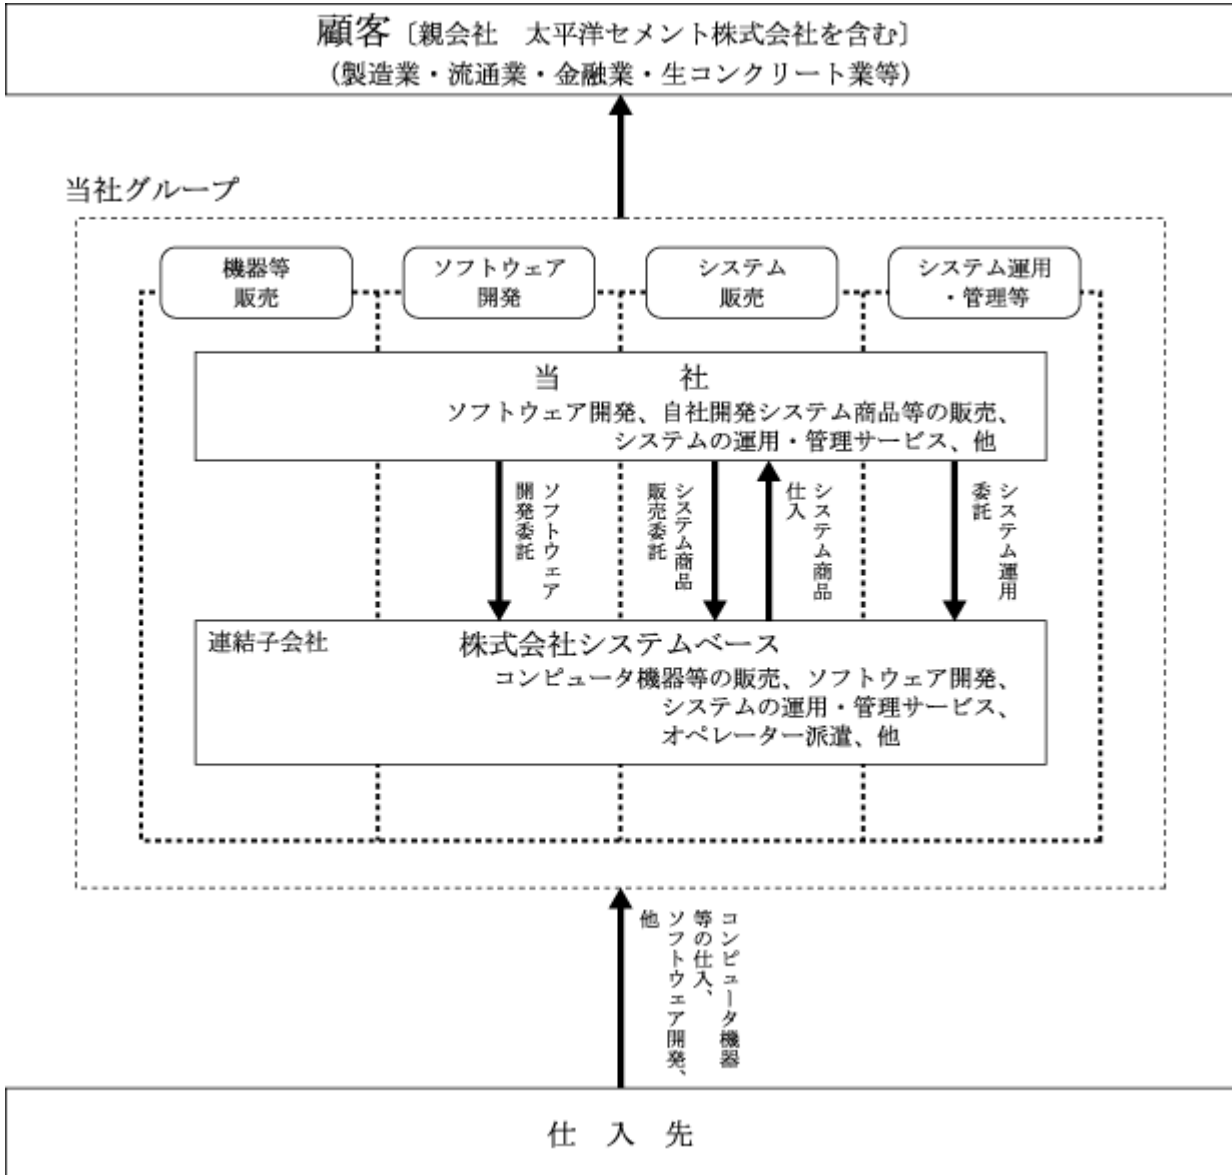 顧客〔親会社　太平洋セメント株式会社を含む〕
（製造業・流通業・金融業・生コンクリート業等）
当社グループ
機器等
販売
ソフトウェア
開発
システム
販売
システム運用
・管理等
当　社
ソフトウェア開発、自社開発システム商品等の販売、
システムの運用・管理サービス、他
ソフトウェア
開発委託
システム商品
販売委託
システム商品
仕入
システム運用
委託
連結子会社
株式会社システムベース
コンピュータ機器等の販売、ソフトウェア開発、
システムの運用・管理サービス、
オペレーター派遣、他
コンピュータ機器
等の仕入、
ソフトウェア開発、
他
仕　入　先